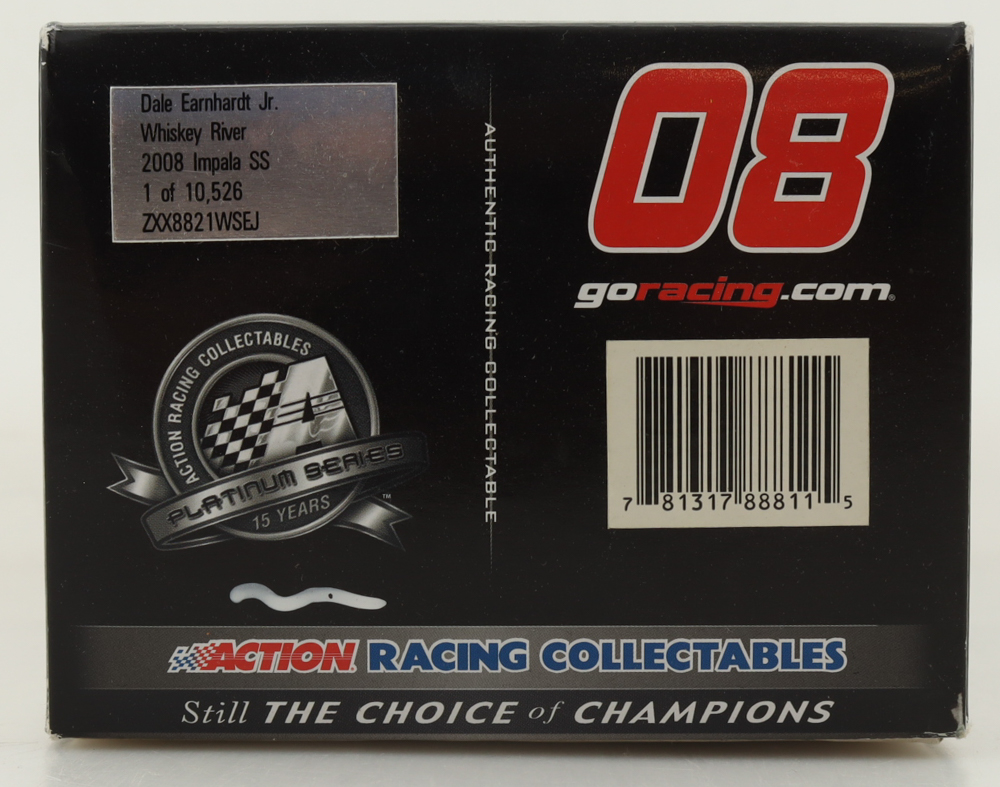 Dale Earnhardt Jr.
Whiskey River
2008 Impala SS
1 of 10,526
ZXX8821WSEJ
AUTHENTIC RACING COLLECTABLE
08
goracing.com®
ACTION RACING COLLECTABLES
PLATINUM SERIES
™
15 YEARS
7 81317 88811 5
ACTION RACING COLLECTABLES
Still THE CHOICE of CHAMPIONS